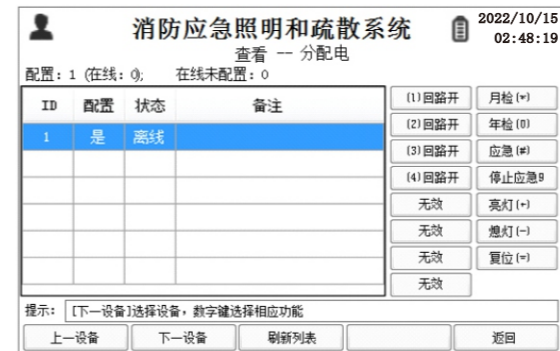 消防应急照明和疏散系统
2022/10/15
02:48:19
查看 -- 分配电
配置: 1 (在线: 0); 在线未配置: 0
ID 配置 状态 备注
1 是 离线
(1)回路开 月检(*)
(2)回路开 年检(0)
(3)回路开 应急(#)
(4)回路开 停止应急9
无效 亮灯(+)
无效 熄灯(-)
无效 复位(=)
无效
提示: [下一设备]选择设备, 数字键选择相应功能
上一设备 下一设备 刷新列表 返回